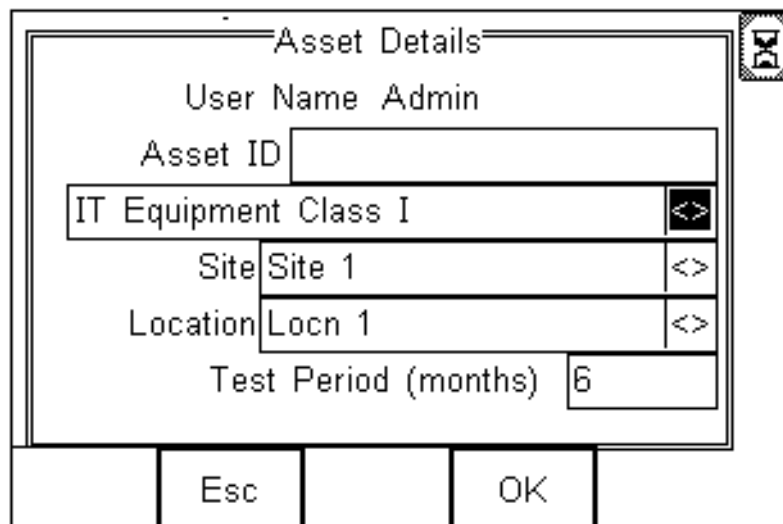 Asset Details
User Name Admin
Asset ID
IT Equipment Class I <>
Site Site 1 <>
Location Locn 1 <>
Test Period (months) 6
Esc OK